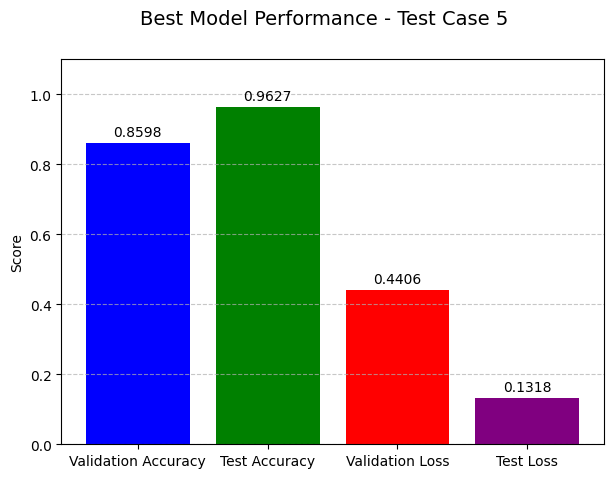 Best Model Performance - Test Case 5
Score
1.0
0.8
0.6
0.4
0.2
0.0
0.8598
0.9627
0.4406
0.1318
Validation Accuracy
Test Accuracy
Validation Loss
Test Loss